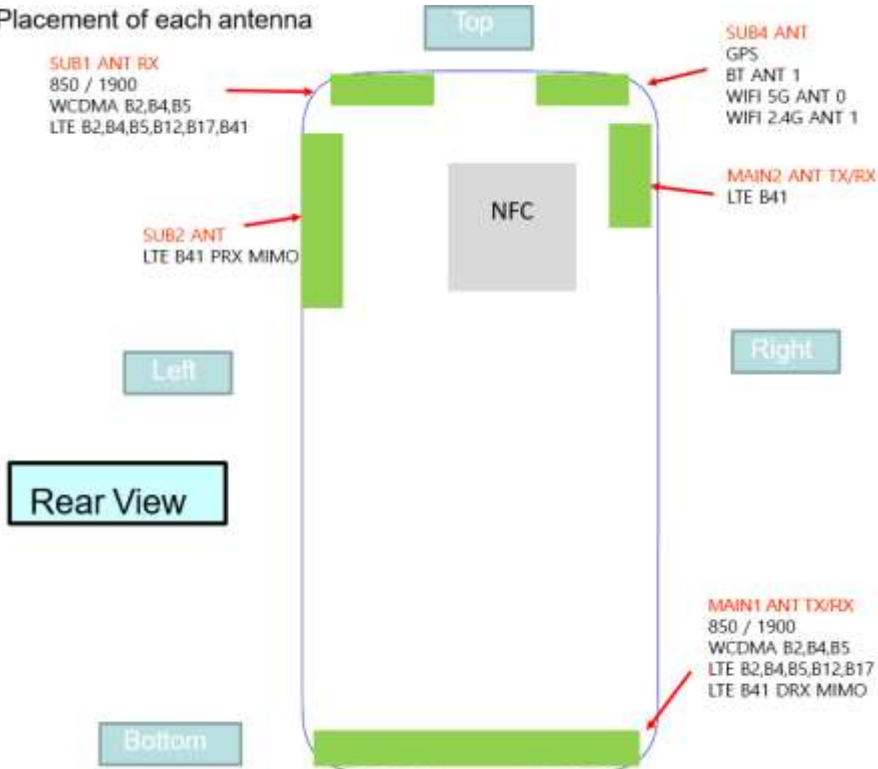 Placement of each antenna
Top
SUB1 ANT RX
850 / 1900
WCDMA B2,B4,B5
LTE B2,B4,B5,B12,B17,B41
SUB4 ANT
GPS
BT ANT 1
WIFI 5G ANT 0
WIFI 2.4G ANT 1
MAIN2 ANT TX/RX
LTE B41
NFC
SUB2 ANT
LTE B41 PRX MIMO
Left
Right
Rear View
MAIN1 ANT TX/RX
850 / 1900
WCDMA B2,B4,B5
LTE B2,B4,B5,B12,B17
LTE B41 DRX MIMO
Bottom